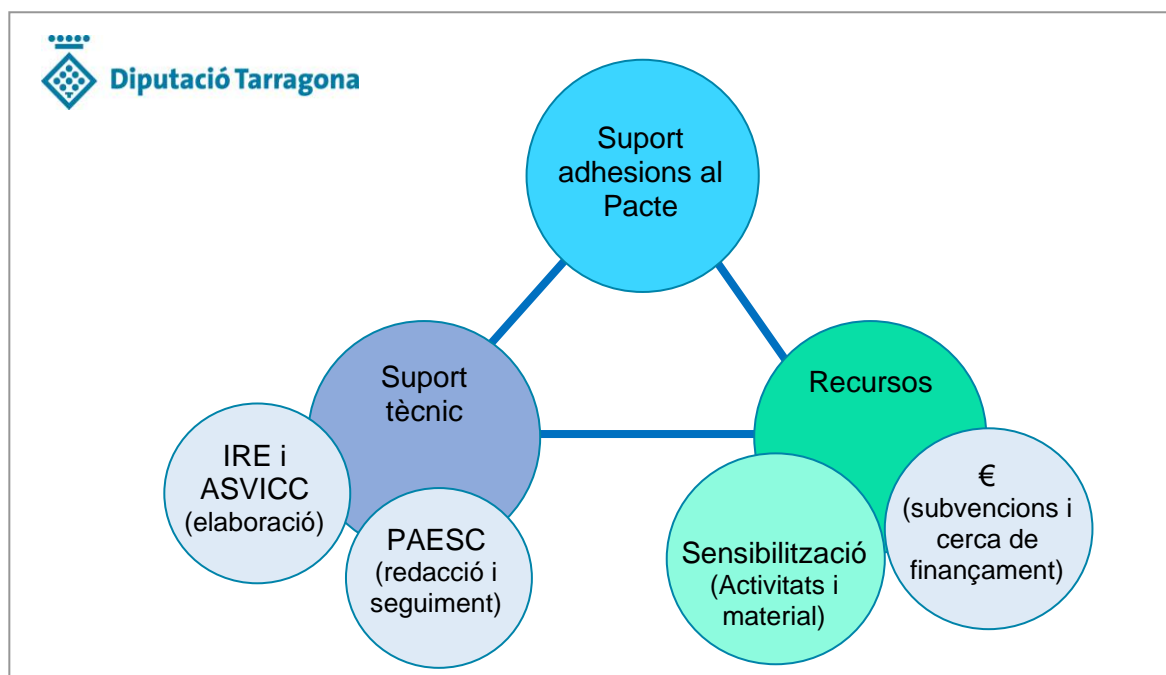 Diputació Tarragona
Suport
adhesions al
Pacte
Suport
tècnic
Recursos
IRE i
ASVICC
(elaboració)
PAESC
(redacció i
seguiment)
Sensibilització
(Activitats i
material)
€
(subvencions i
cerca de
finançament)